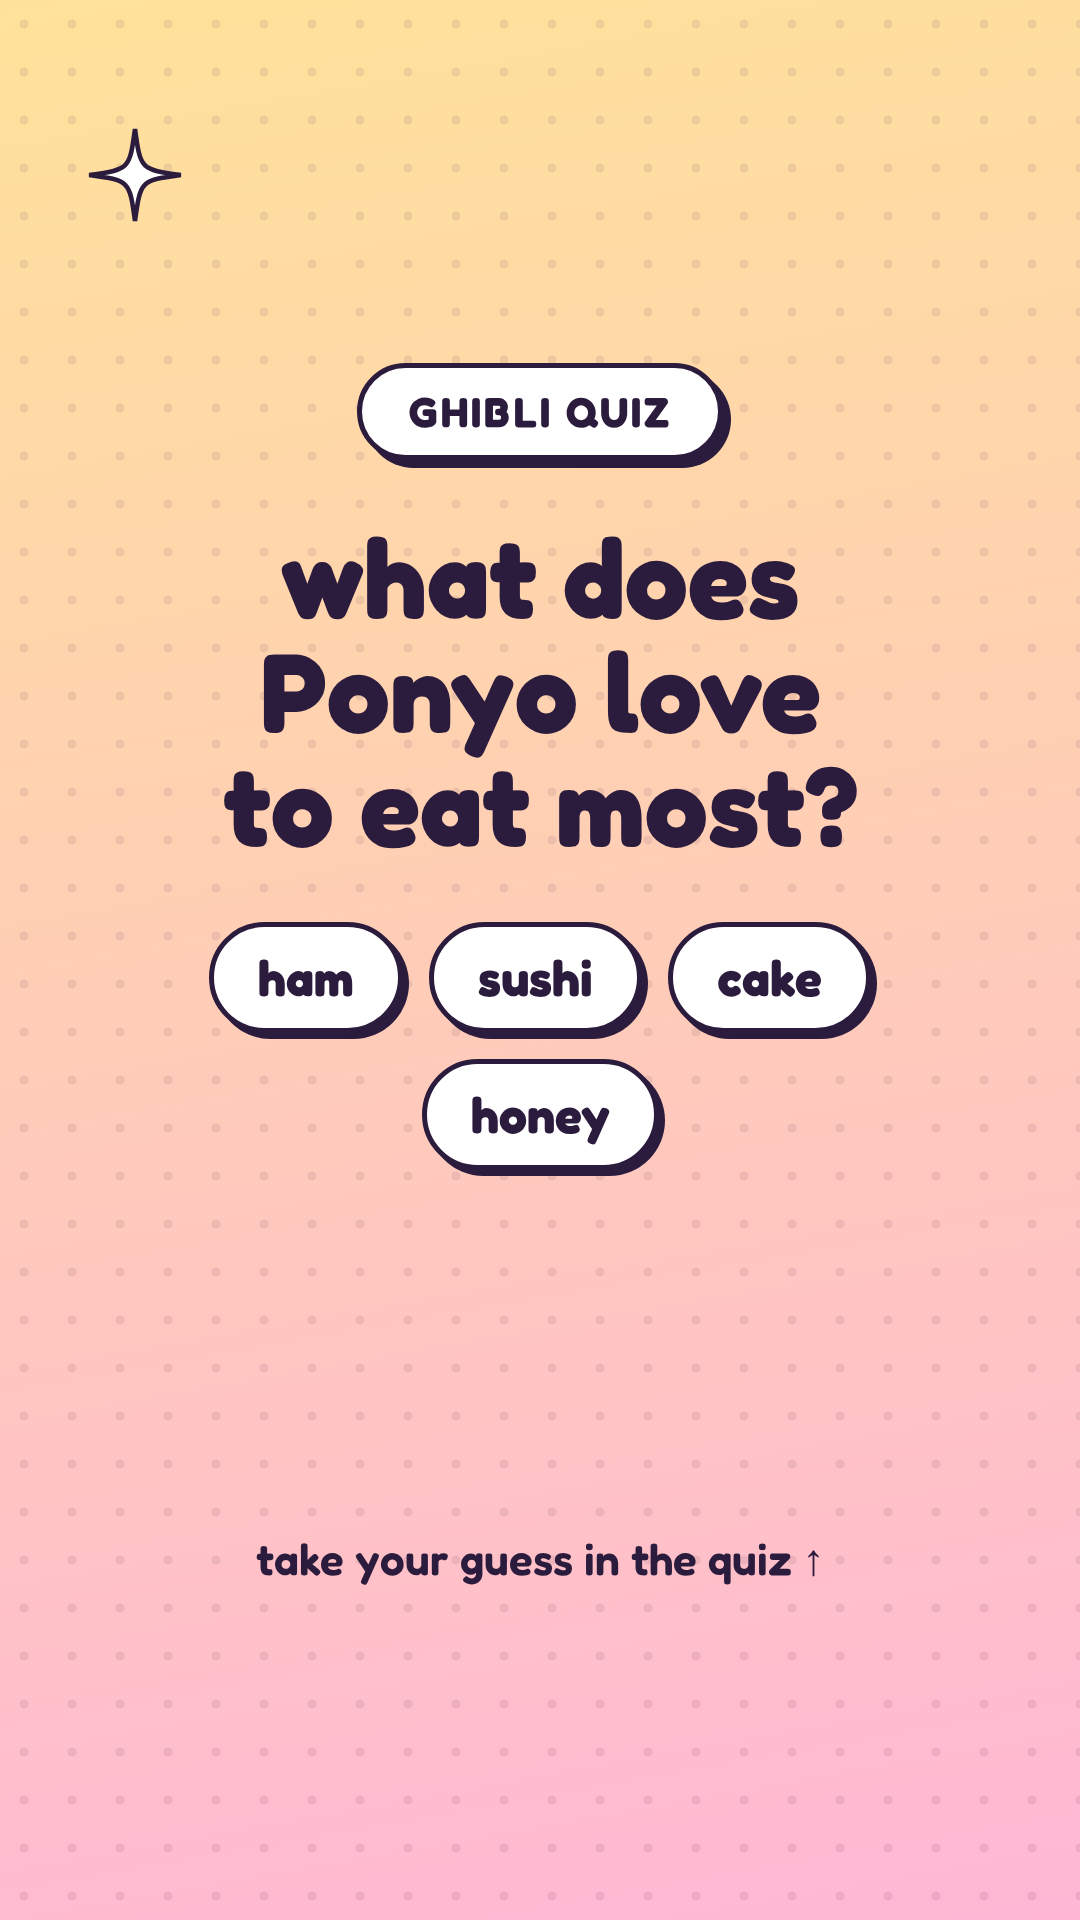 GHIBLI QUIZ
what does
Ponyo love
to eat most?
ham sushi cake
honey
take your guess in the quiz ↑